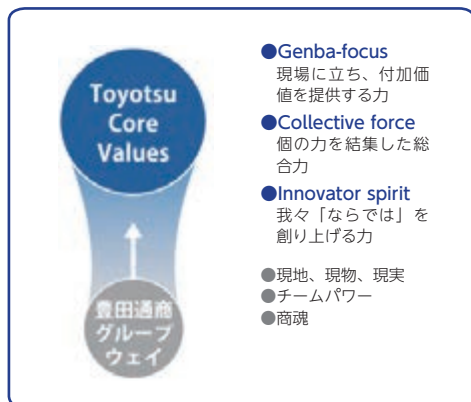 Toyotsu
Core
Values
豊田通商
グループ
ウェイ
●Genba-focus
現場に立ち、付加価
値を提供する力
●Collective force
個の力を結集した総
合力
●Innovator spirit
我々「ならでは」を
創り上げる力
●現地、現物、現実
●チームパワー
●商魂